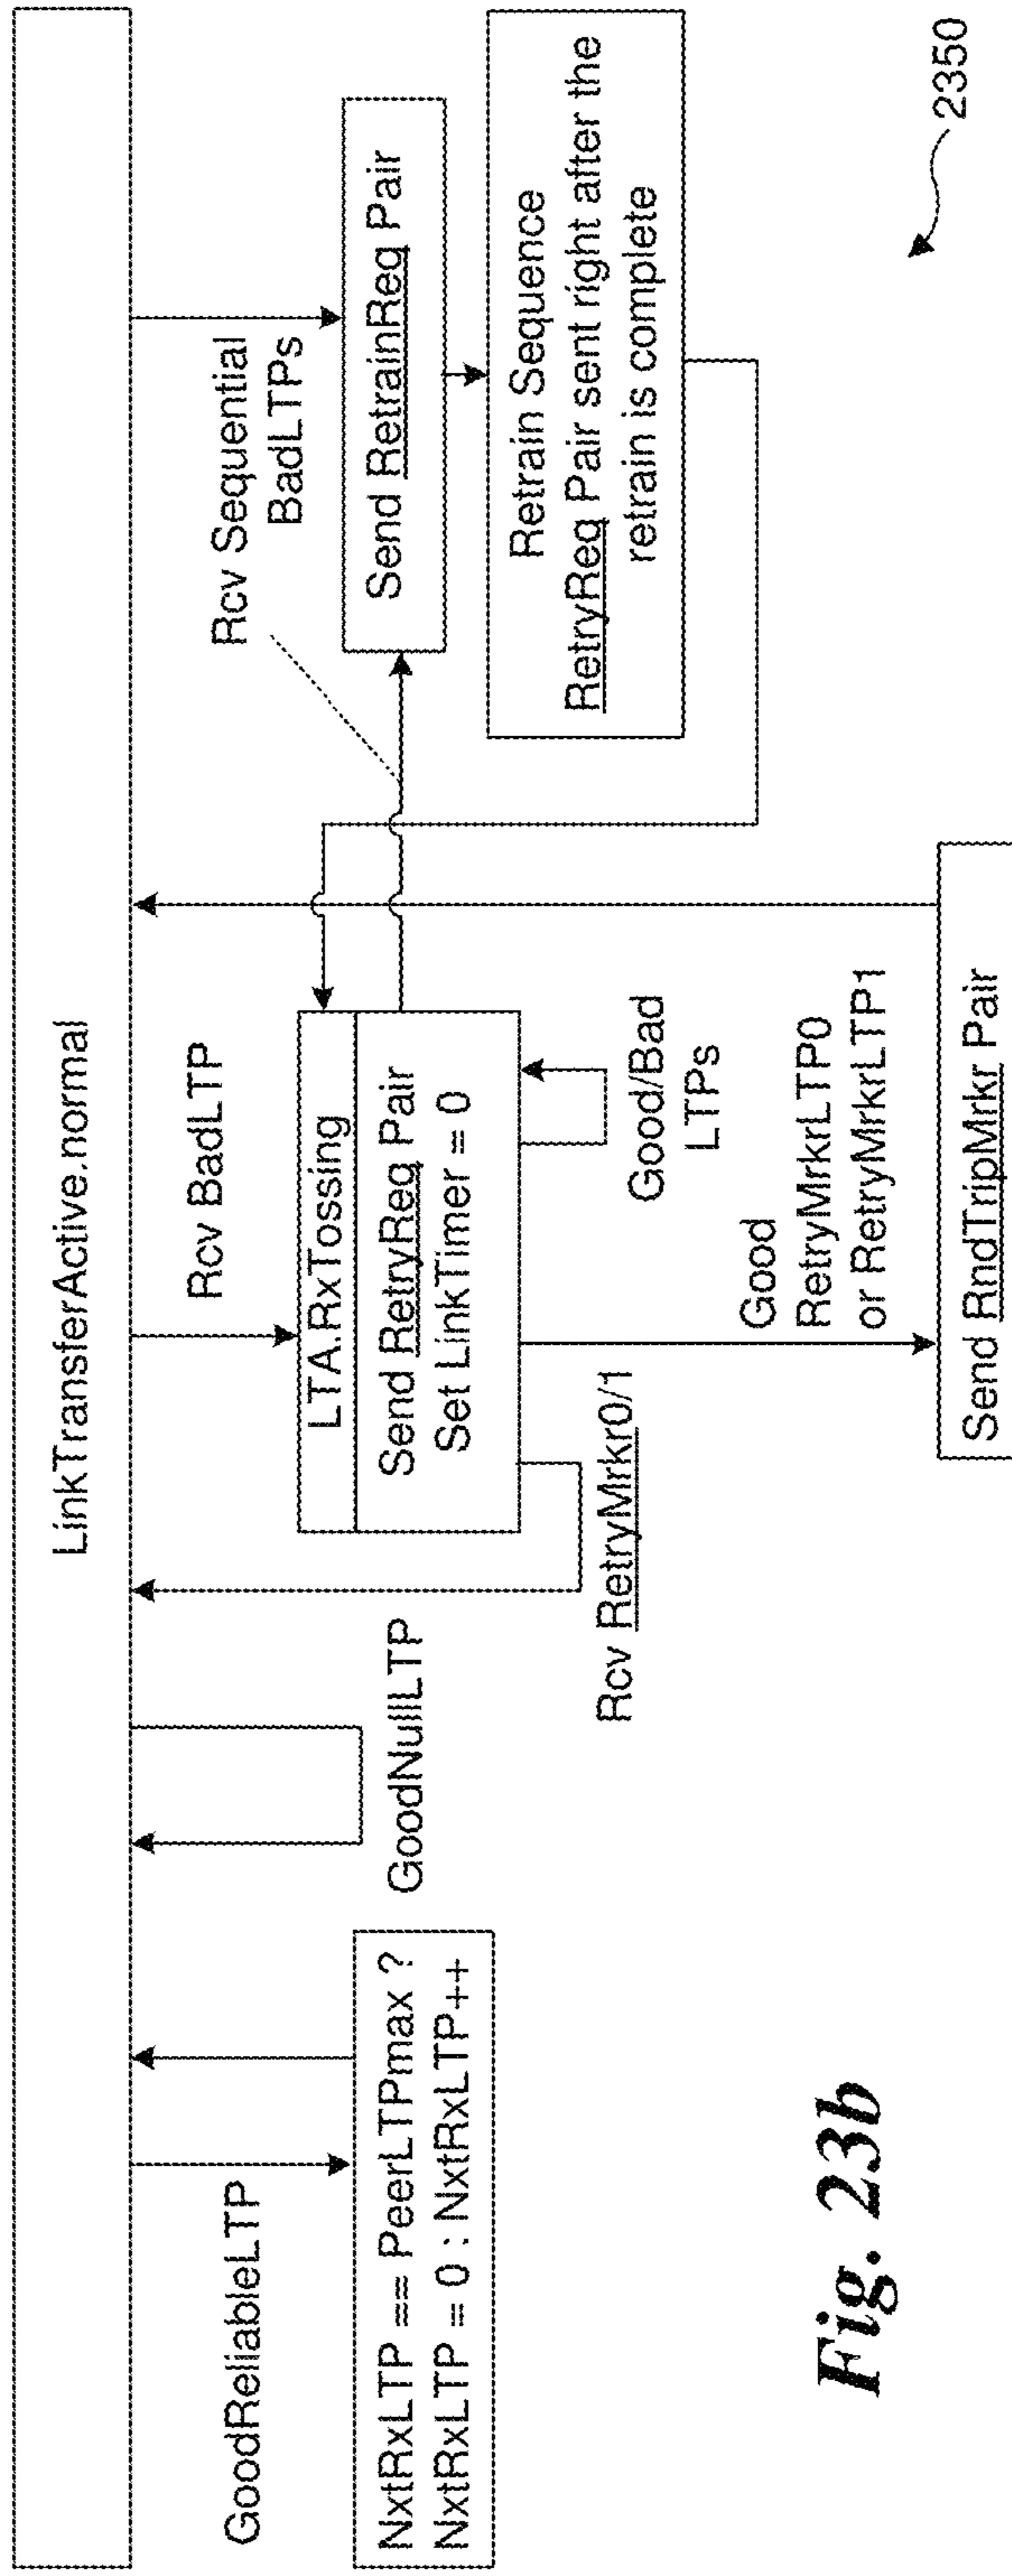 LinkTransferActive.normal
GoodReliableLTP
NxtRxLTP == PeerLTPmax ?
NxtRxLTP = 0 : NxtRxLTP++
GoodNullLTP
Rcv BadLTP
LTA.RxTossing
Send RetryReq Pair
Set LinkTimer = 0
Rcv RetryMrkr0/1
Good/Bad
LTPs
Good
RetryMrkrLTP0
or RetryMrkrLTP1
Send RndTripMrkr Pair
Rcv Sequential
BadLTPs
Send RetrainReq Pair
Retrain Sequence
RetryReq Pair sent right after the
retrain is complete
2350
Fig. 23b